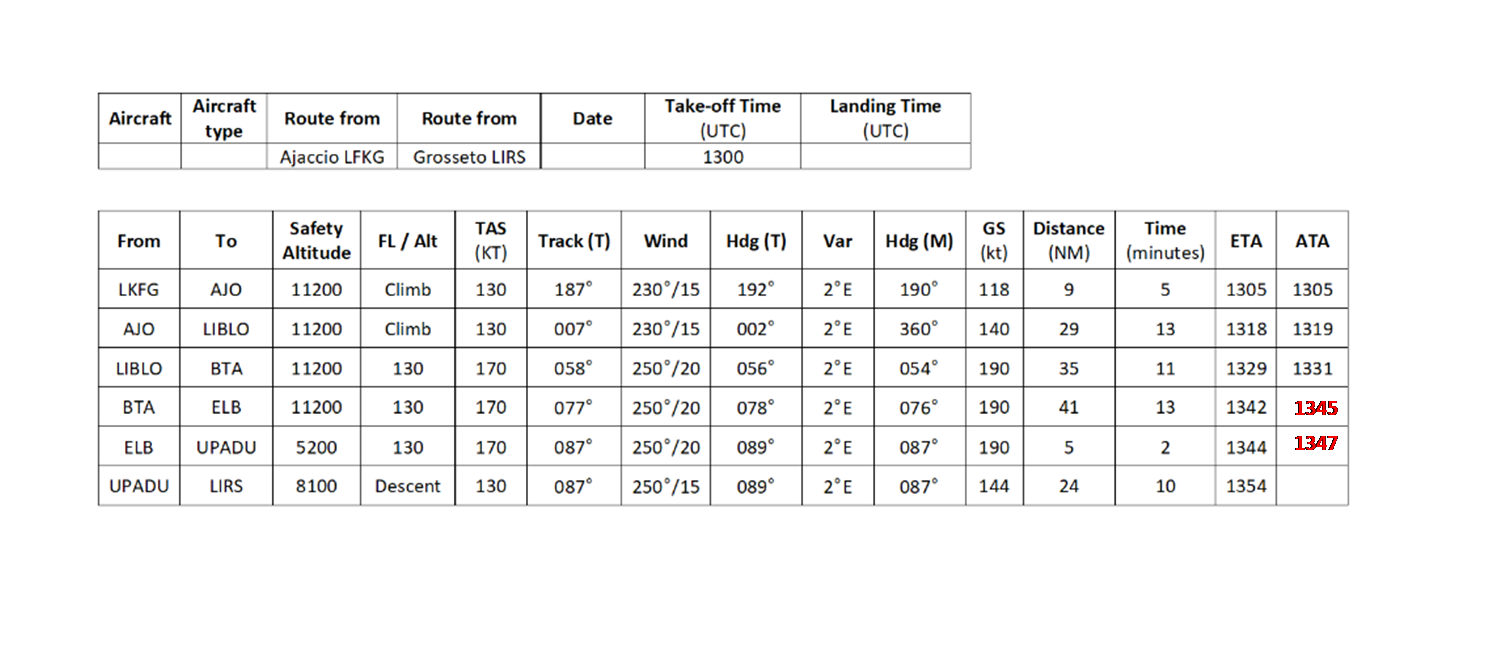 Aircraft Aircraft type Route from Route from Date Take-off Time (UTC) Landing Time (UTC)
Ajaccio LFKG Grosseto LIRS 1300
From To Safety Altitude FL / Alt TAS (KT) Track (T) Wind Hdg (T) Var Hdg (M) GS (kt) Distance (NM) Time (minutes) ETA ATA
LKFG AJO 11200 Climb 130 187° 230°/15 192° 2°E 190° 118 9 5 1305 1305
AJO LIBLO 11200 Climb 130 007° 230°/15 002° 2°E 360° 140 29 13 1318 1319
LIBLO BTA 11200 130 170 058° 250°/20 056° 2°E 054° 190 35 11 1329 1331
BTA ELB 11200 130 170 077° 250°/20 078° 2°E 076° 190 41 13 1342 1345
ELB UPADU 5200 130 170 087° 250°/20 089° 2°E 087° 190 5 2 1344 1347
UPADU LIRS 8100 Descent 130 087° 250°/15 089° 2°E 087° 144 24 10 1354